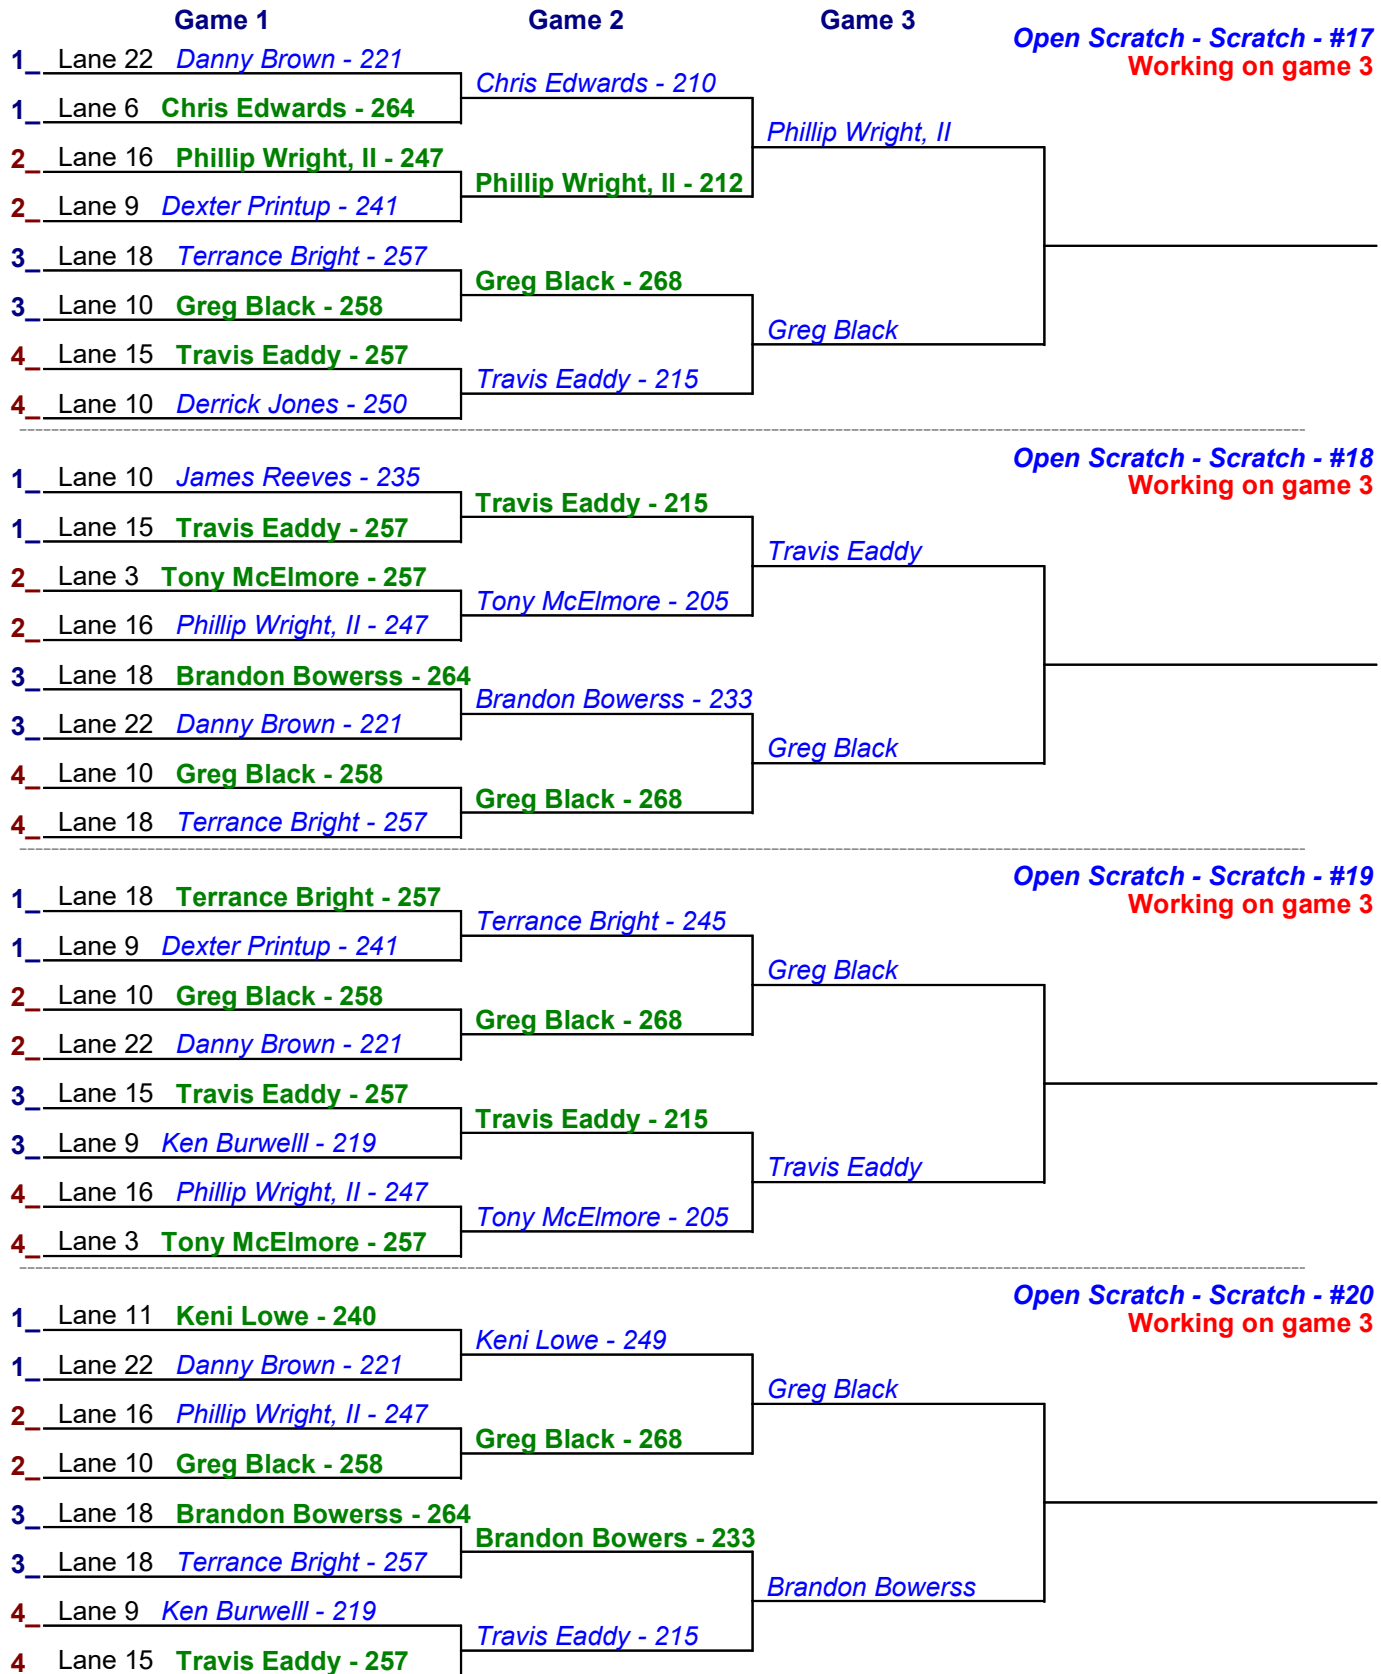 Game 1 Game 2 Game 3
Open Scratch - Scratch - #17
Working on game 3
1_ Lane 22 Danny Brown - 221
Chris Edwards - 210
1_ Lane 6 Chris Edwards - 264
Phillip Wright, II
2_ Lane 16 Phillip Wright, II - 247
Phillip Wright, II - 212
2_ Lane 9 Dexter Printup - 241
3_ Lane 18 Terrance Bright - 257
Greg Black - 268
3_ Lane 10 Greg Black - 258
Greg Black
4_ Lane 15 Travis Eaddy - 257
Travis Eaddy - 215
4_ Lane 10 Derrick Jones - 250
Open Scratch - Scratch - #18
Working on game 3
1_ Lane 10 James Reeves - 235
Travis Eaddy - 215
1_ Lane 15 Travis Eaddy - 257
Travis Eaddy
2_ Lane 3 Tony McElmore - 257
Tony McElmore - 205
2_ Lane 16 Phillip Wright, II - 247
3_ Lane 18 Brandon Bowerss - 264
Brandon Bowerss - 233
3_ Lane 22 Danny Brown - 221
Greg Black
4_ Lane 10 Greg Black - 258
Greg Black - 268
4_ Lane 18 Terrance Bright - 257
Open Scratch - Scratch - #19
Working on game 3
1_ Lane 18 Terrance Bright - 257
Terrance Bright - 245
1_ Lane 9 Dexter Printup - 241
Greg Black
2_ Lane 10 Greg Black - 258
Greg Black - 268
2_ Lane 22 Danny Brown - 221
3_ Lane 15 Travis Eaddy - 257
Travis Eaddy - 215
3_ Lane 9 Ken Burwelll - 219
Travis Eaddy
4_ Lane 16 Phillip Wright, II - 247
Tony McElmore - 205
4_ Lane 3 Tony McElmore - 257
Open Scratch - Scratch - #20
Working on game 3
1_ Lane 11 Keni Lowe - 240
Keni Lowe - 249
1_ Lane 22 Danny Brown - 221
Greg Black
2_ Lane 16 Phillip Wright, II - 247
Greg Black - 268
2_ Lane 10 Greg Black - 258
3_ Lane 18 Brandon Bowerss - 264
Brandon Bowers - 233
3_ Lane 18 Terrance Bright - 257
Brandon Bowerss
4_ Lane 9 Ken Burwelll - 219
Travis Eaddy - 215
4 Lane 15 Travis Eaddy - 257